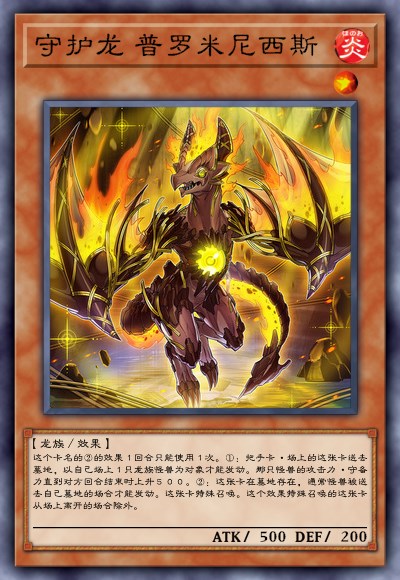 守护龙 普罗米尼西斯
炎
【龙族／效果】
这个卡名的②的效果1回合只能使用1次。①：把手卡·场上的这张卡送去
墓地，以自己场上1只龙族怪兽为对象才能发动。那只怪兽的攻击力·守备
力直到对方回合结束时上升500。②：这张卡在墓地存在，通常怪兽被送
去自己墓地的场合才能发动。这张卡特殊召唤。这个效果特殊召唤的这张卡
从场上离开的场合除外。
ATK/ 500 DEF/ 200